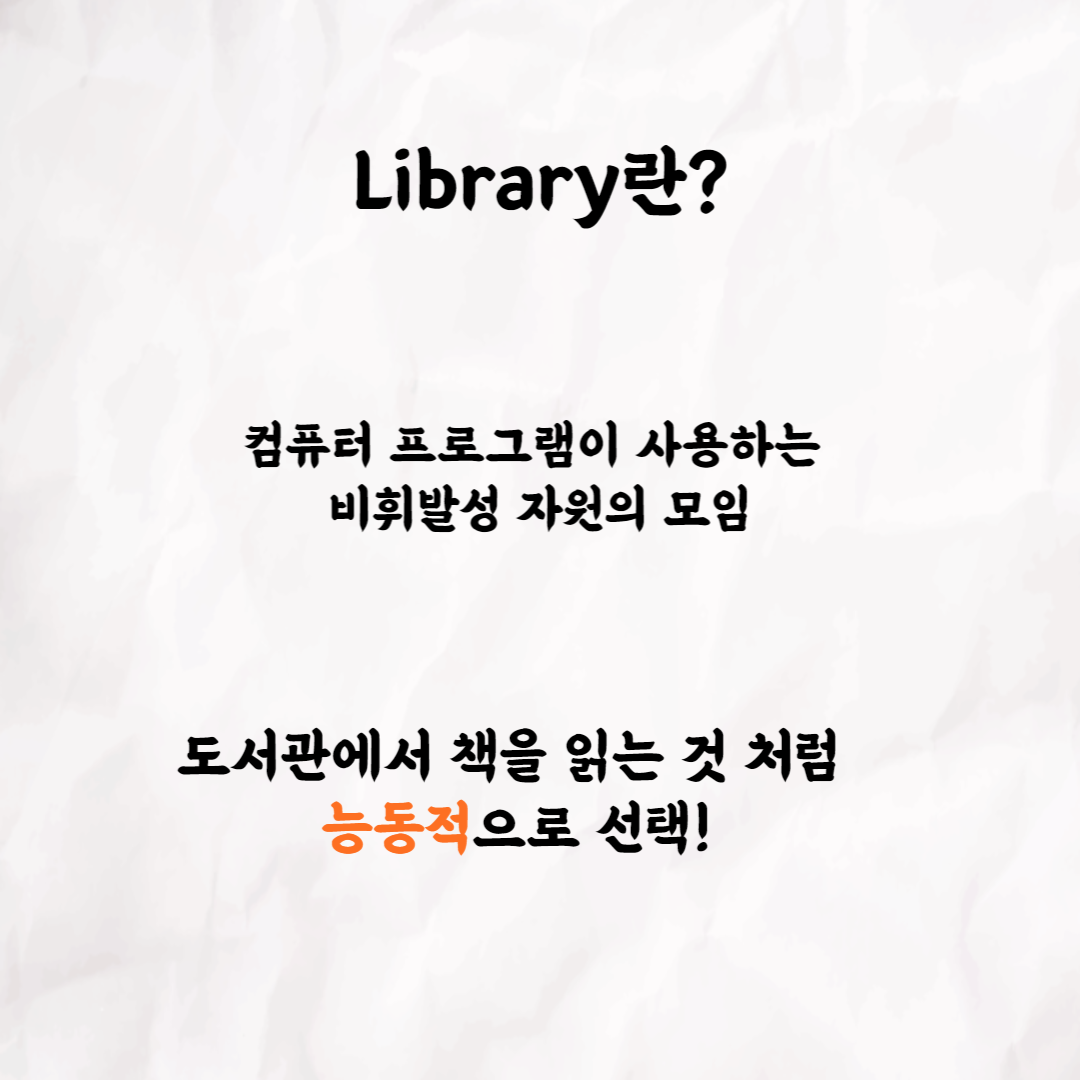 Library란?
컴퓨터 프로그램이 사용하는
비휘발성 자원의 모임
도서관에서 책을 읽는 것 처럼
능동적으로 선택!